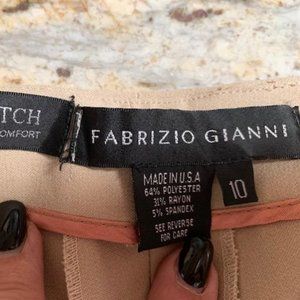 TCH
COMFORT
FABRIZIO GIANNI
MADE IN U.S.A
64% POLYESTER
31% RAYON
5% SPANDEX
SEE REVERSE
FOR CARE
10